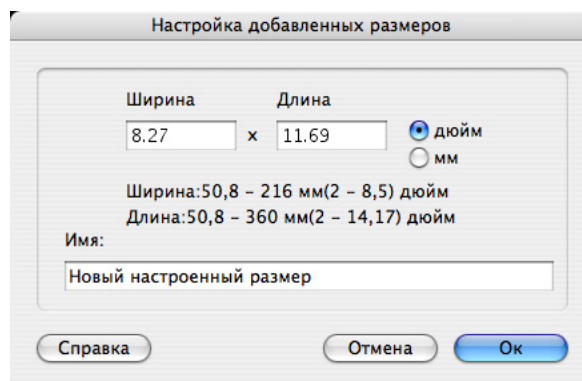 Настройка добавленных размеров
Ширина Длина
8.27 x 11.69 дюйм
мм
Ширина:50,8 – 216 мм(2 – 8,5) дюйм
Длина:50,8 – 360 мм(2 – 14,17) дюйм
Имя:
Новый настроенный размер
Справка Отмена Ок